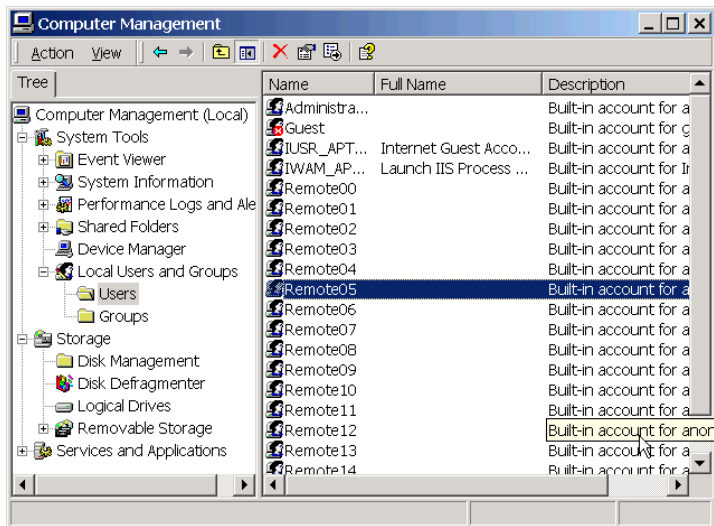 Computer Management
Action View
Tree
Computer Management (Local)
System Tools
Event Viewer
System Information
Performance Logs and Ale
Shared Folders
Device Manager
Local Users and Groups
Users
Groups
Storage
Disk Management
Disk Defragmenter
Logical Drives
Removable Storage
Services and Applications
Name Full Name Description
Administra... Built-in account for a
Guest Built-in account for g
IUSR_APT... Internet Guest Acco... Built-in account for a
IWAM_AP... Launch IIS Process ... Built-in account for Ir
Remote00 Built-in account for a
Remote01 Built-in account for a
Remote02 Built-in account for a
Remote03 Built-in account for a
Remote04 Built-in account for a
Remote05 Built-in account for a
Remote06 Built-in account for a
Remote07 Built-in account for a
Remote08 Built-in account for a
Remote09 Built-in account for a
Remote10 Built-in account for a
Remote11 Built-in account for a
Remote12 Built-in account for anor
Remote13 Built-in account for a
Remote14 Built-in account for a